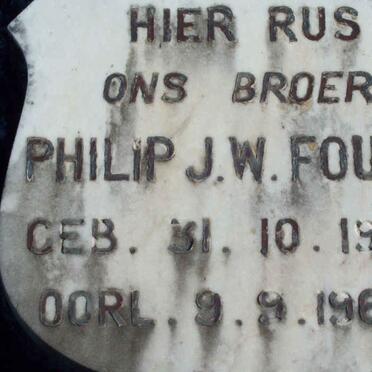 HIER RUS
ONS BROER
PHILIP J.W. FOU
GEB. 31. 10. 19
OORL. 9. 9. 196